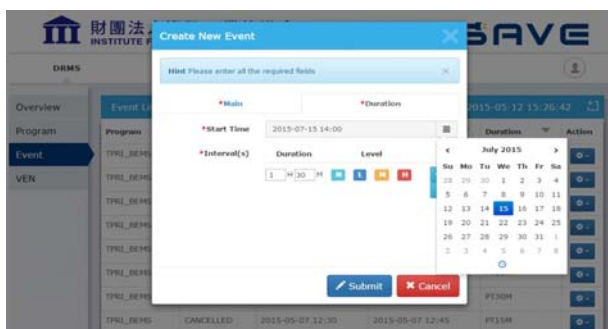 財團法
INSTITUTE F
SAVE
DRMS
Create New Event
Hint Please enter all the required fields
*Main
*Duration
*Start Time
2015-07-15 14:00
*Interval(s)
Duration
Level
1 H 30 M
N L M H
July 2015
Su Mo Tu We Th Fr Sa
28 29 30 1 2 3 4
5 6 7 8 9 10 11
12 13 14 15 16 17 18
19 20 21 22 23 24 25
26 27 28 29 30 31 1
2 3 4 5 6 7 8
Submit
Cancel
Overview
Program
Event
VEN
Event Li
2015-05-12 15:26:42
Program
Duration
Action
TPRI_BEMS
TPRI_BEMS
TPRI_BEMS
TPRI_BEMS
TPRI_BEMS
TPRI_BEMS
TPRI_BEMS
PT30M
TPRI_BEMS CANCELLED 2015-05-07 12:30 2015-05-07 12:45 PT15M